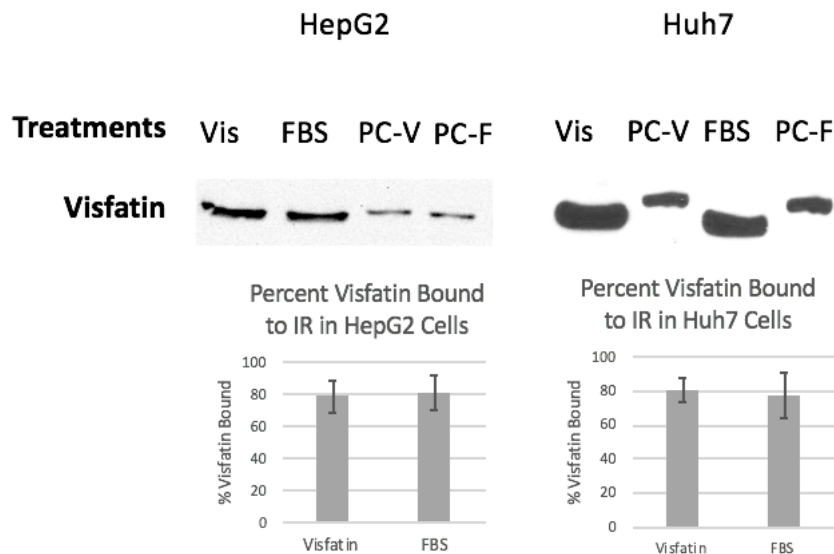 HepG2 Huh7
Treatments Vis FBS PC-V PC-F Vis PC-V FBS PC-F
Visfatin
Percent Visfatin Bound
to IR in HepG2 Cells
% Visfatin Bound
100
80
60
40
20
0
Visfatin FBS
Percent Visfatin Bound
to IR in Huh7 Cells
% Visfatin Bound
100
80
60
40
20
0
Visfatin FBS